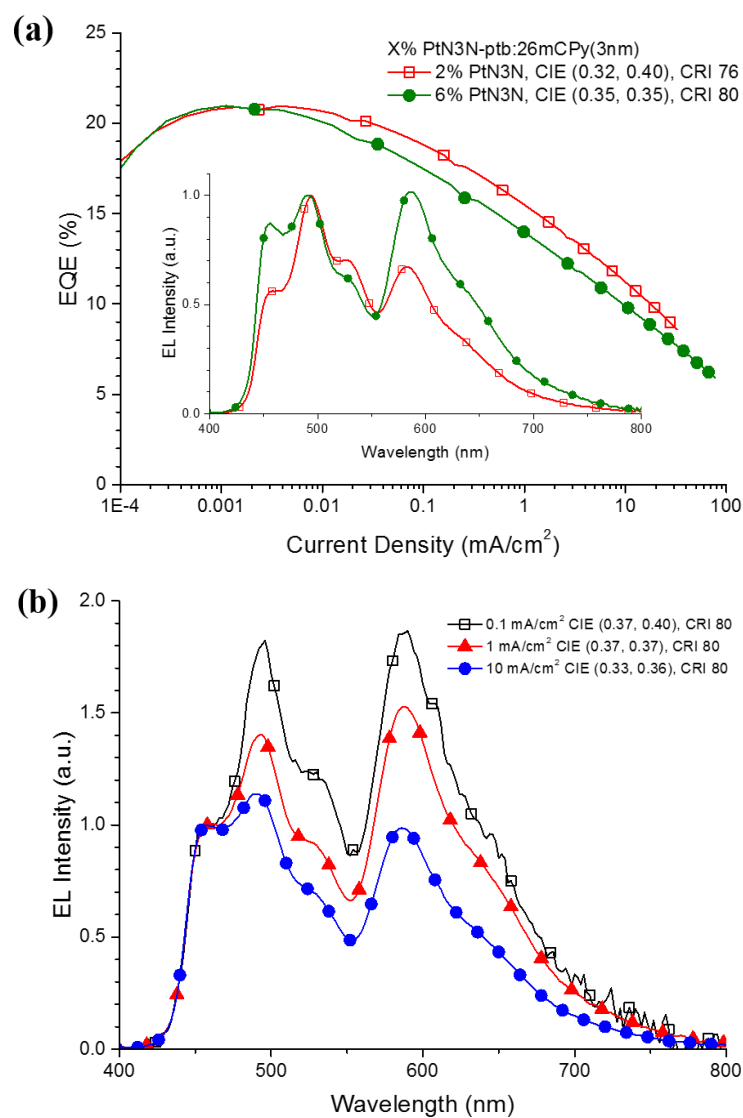 (a)
X% PtN3N-ptb:26mCPy(3nm)
2% PtN3N, CIE (0.32, 0.40), CRI 76
6% PtN3N, CIE (0.35, 0.35), CRI 80
25
20
15
10
5
0
EQE (%)
1.0
0.5
0.0
EL Intensity (a.u.)
400 500 600 700 800
Wavelength (nm)
1E-4 0.001 0.01 0.1 1 10 100
Current Density (mA/cm²)
(b)
0.1 mA/cm² CIE (0.37, 0.40), CRI 80
1 mA/cm² CIE (0.37, 0.37), CRI 80
10 mA/cm² CIE (0.33, 0.36), CRI 80
2.0
1.5
1.0
0.5
0.0
EL Intensity (a.u.)
400 500 600 700 800
Wavelength (nm)